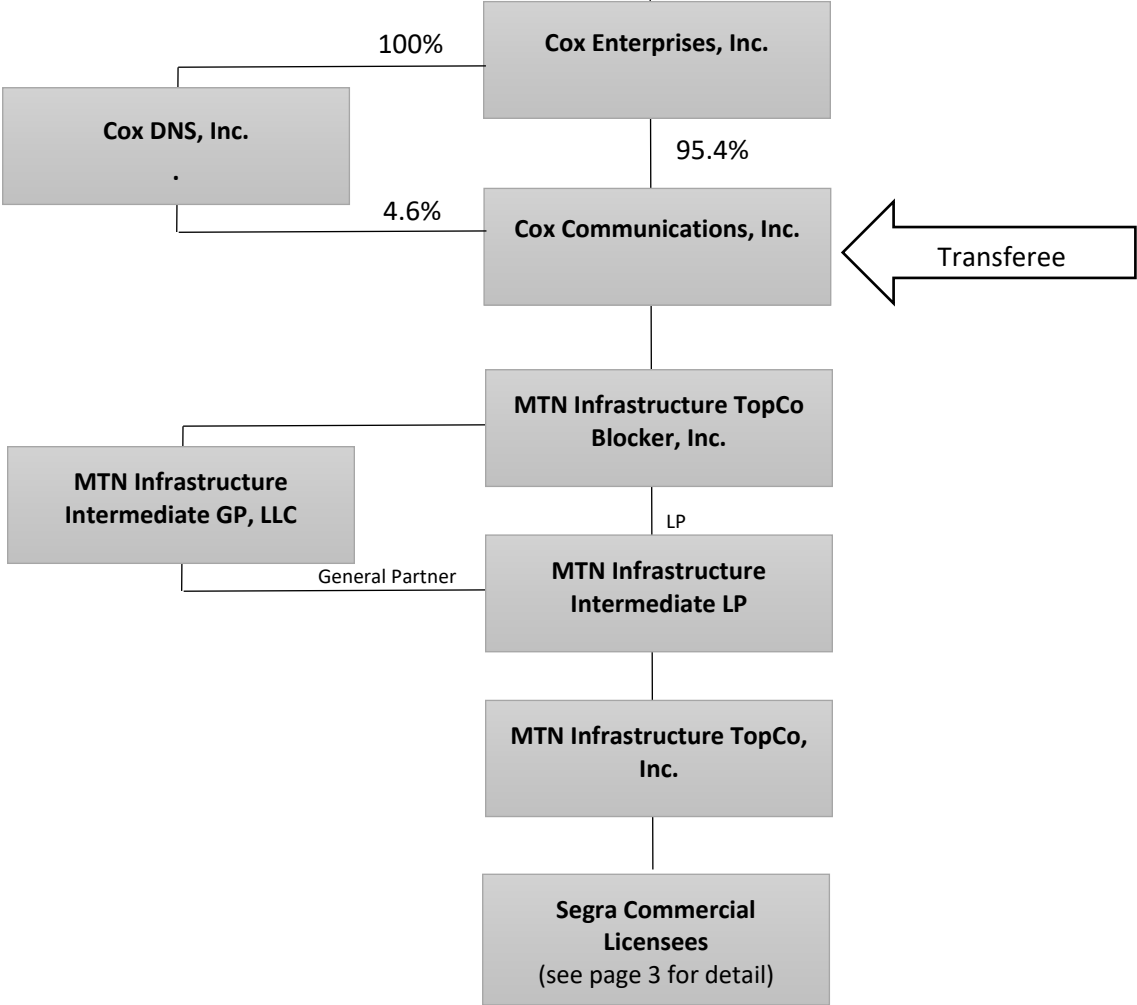 Cox Enterprises, Inc.
100%
Cox DNS, Inc.
.
95.4%
4.6%
Cox Communications, Inc.
Transferee
MTN Infrastructure TopCo
Blocker, Inc.
MTN Infrastructure
Intermediate GP, LLC
LP
General Partner
MTN Infrastructure
Intermediate LP
MTN Infrastructure TopCo,
Inc.
Segra Commercial
Licensees
(see page 3 for detail)